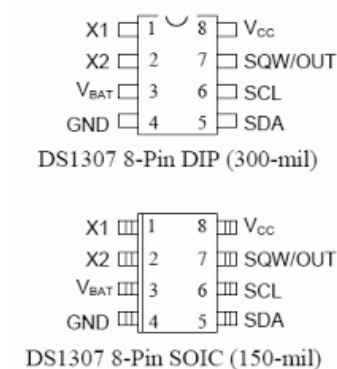 X1 1 8 Vcc
X2 2 7 SQW/OUT
VBAT 3 6 SCL
GND 4 5 SDA
DS1307 8-Pin DIP (300-mil)
X1 1 8 Vcc
X2 2 7 SQW/OUT
VBAT 3 6 SCL
GND 4 5 SDA
DS1307 8-Pin SOIC (150-mil)